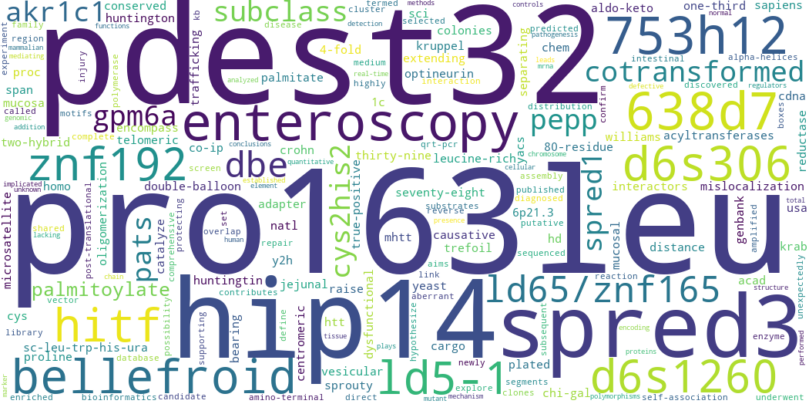 experiment akr1c1 conserved subclass termed methods cluster selected controls aldo-keto one-third sapiens
family huntington disease detection colonies sci normal
region functions 4-fold kruppel predicted pathogenesis
mammalian mediating proc injury trafficking kb palmitate extending chem 753h12
pdest32
span polymerase analyzed medium real-time highly optineurin interaction separating leads mrna intestinal alpha-helices cotransformed
mucosa motifs gpm6a enteroscopy 1c distribution discovered regulators
called genomic addition encompass confirm pepp 638d7 boxes cdna reductase
two-hybrid complete telomeric co-ip conclusions crohn qrt-pcr yacs chromosome williams acyltransferases defective
znf192 dbe quantitative thirty-nine leucine-rich cellular 80-residue d6s306
implicated unknown homo double-balloon screen element established true-positive assembly interactors mislocalization
microsatellite shared lacking oligomerization post-translational pats catalyze comprehensive protecting adapter set overlap human cys2his2 seventy-eight substrates reverse presence published diagnosed 6p21.3 putative spred1 genbank amplified total usa
pro163leu
natl repair mhtt causative trefoil sequenced hd mucosal distance krab
y2h link aims yeast reaction acad structure unexpectedly
chain huntingtin jejunal
palmitoylate vector possibility contributes raise dysfunctional hypothesize aberrant ld65/znf165
cys hitf supporting bearing define centromeric htt tissue vesicular plays cargo subsequent encoding enzyme performed
library hip14 spred3
sc-leu-trp-his-ura sprouty newly plated proteins
proline database explore segments chi-gal
marker bellefroid ld5-1 d6s1260
enriched bioinformatics candidate amino-terminal direct mutant mechanism clones self-association polymorphisms underwent